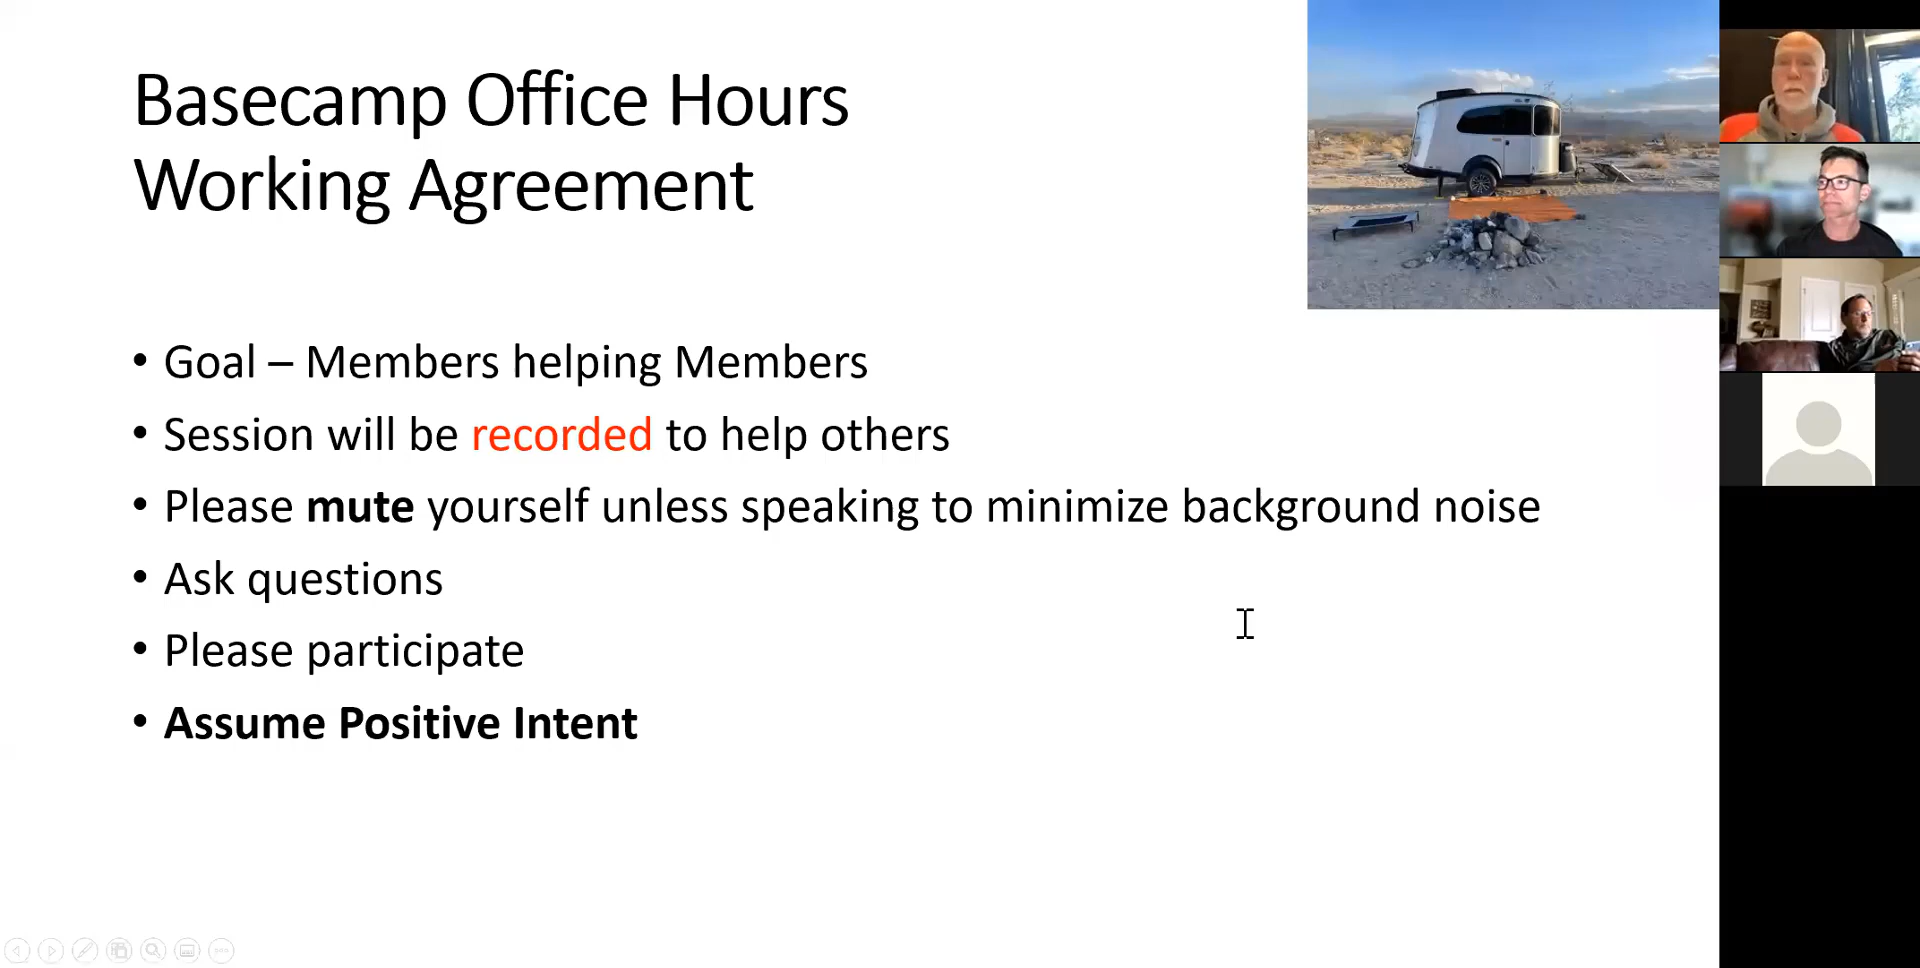 Basecamp Office Hours
Working Agreement
• Goal – Members helping Members
• Session will be recorded to help others
• Please mute yourself unless speaking to minimize background noise
• Ask questions
• Please participate
• Assume Positive Intent